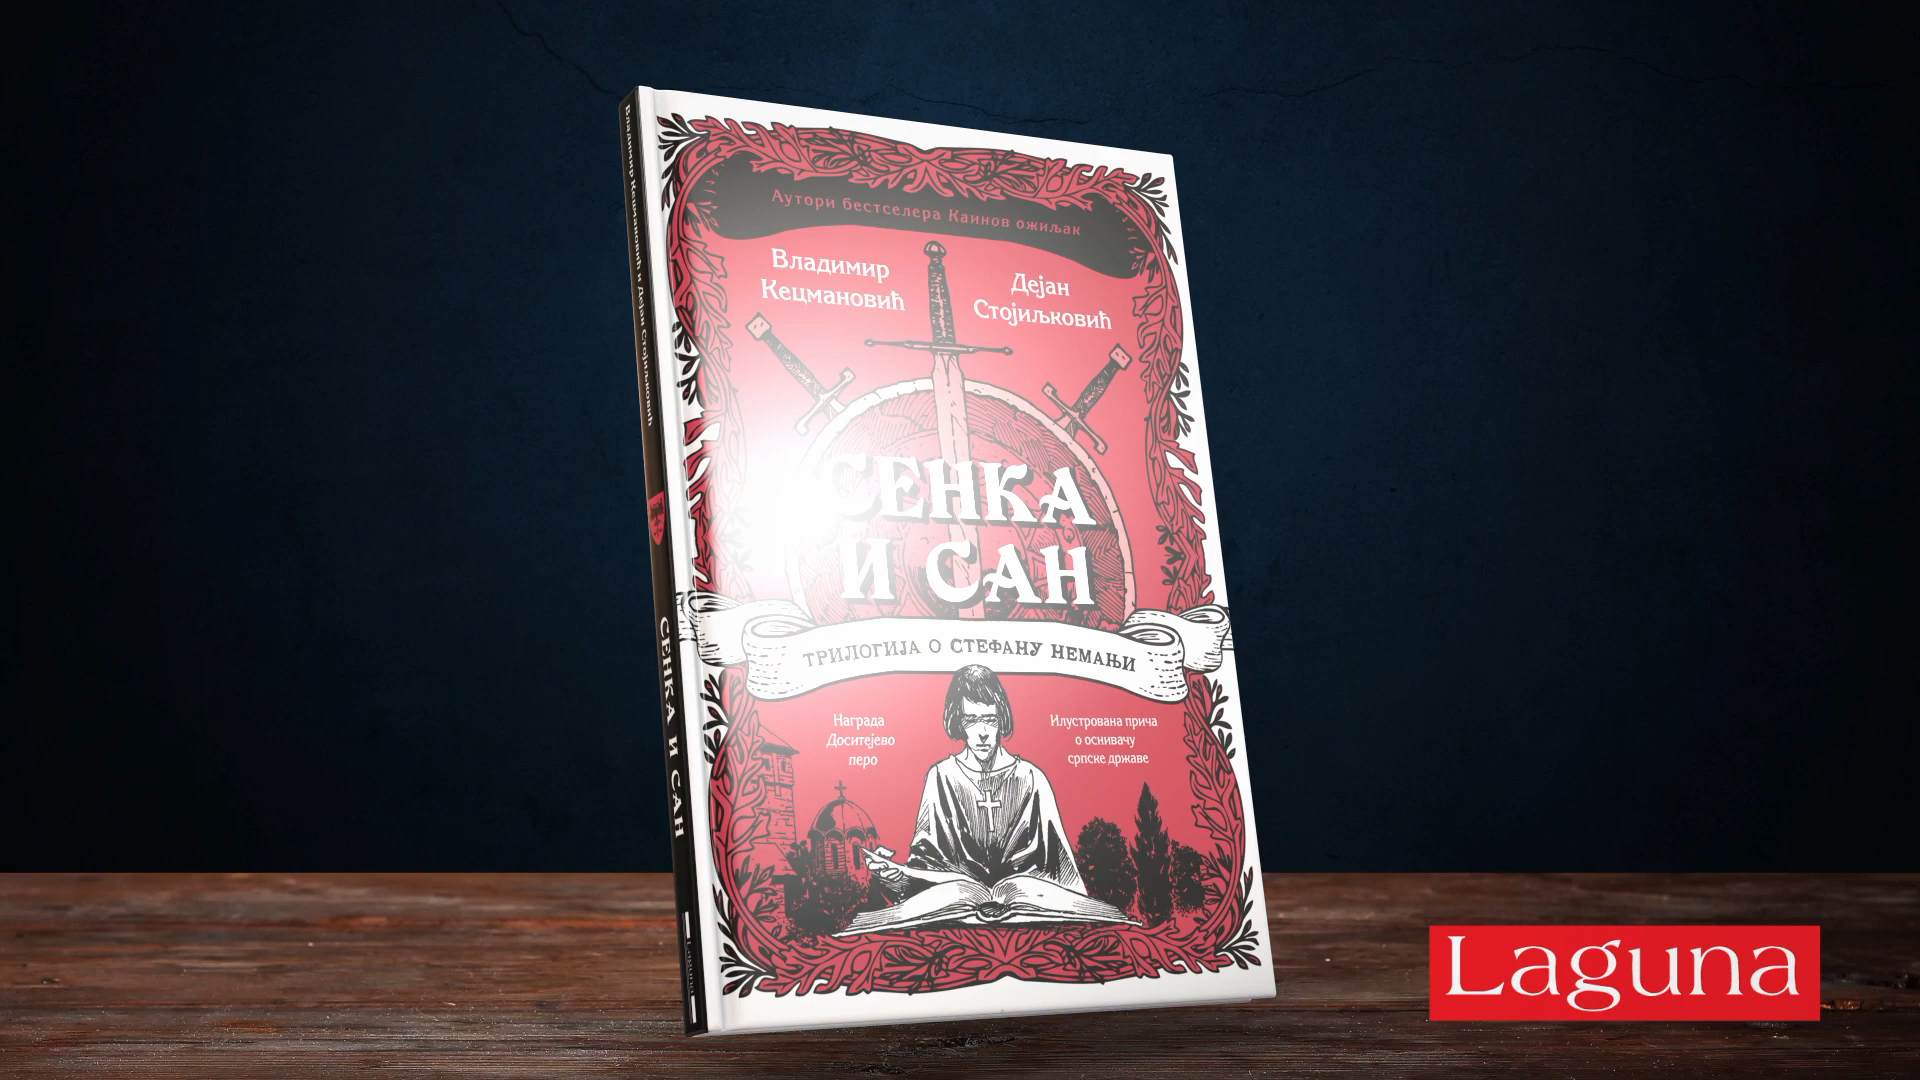 Аутори бестселера Каинов ожиљак
Владимир
Кецмановић
Дејан
Стојиљковић
СЕНКА
И САН
ТРИЛОГИЈА О СТЕФАНУ НЕМАЊИ
Награда
Доситејево
перо
Илустрована прича
о оснивачу
српске државе
Владимир Кецмановић и Дејан Стојиљковић
СЕНКА И САН
Laguna
Laguna